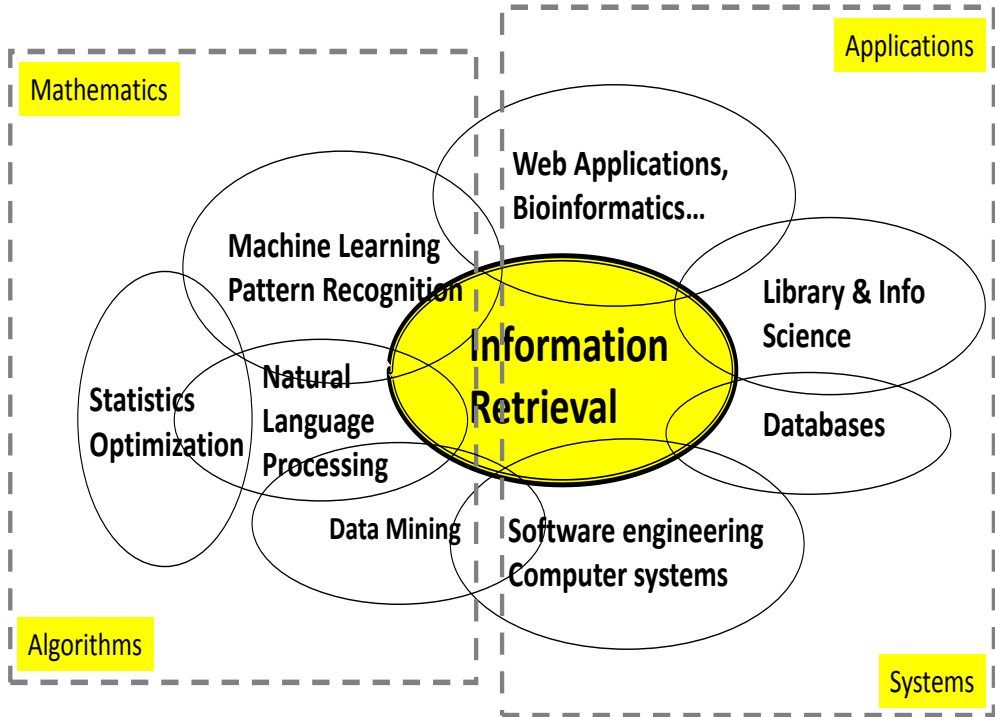 Applications
Mathematics
Web Applications,
Bioinformatics…
Machine Learning
Pattern Recognition
Library & Info
Science
Information
Retrieval
Natural
Language
Processing
Statistics
Optimization
Databases
Data Mining
Software engineering
Computer systems
Algorithms
Systems